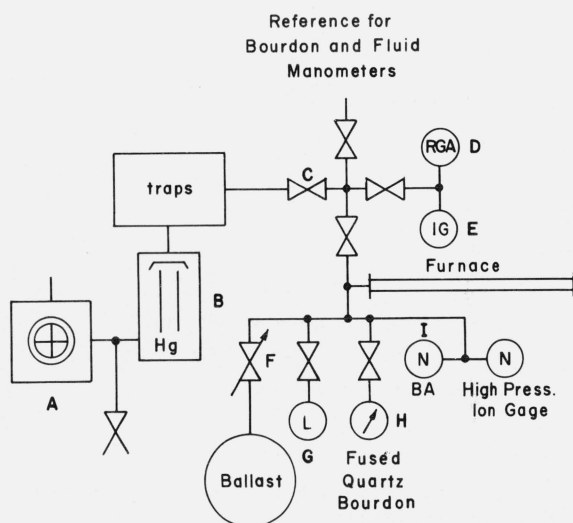 Reference for
Bourdon and Fluid
Manometers
RGA D
C
traps
IG E
Furnace
B
Hg
A
I
F
N N
BA High Press.
Ion Gage
L
G
H
Ballast
Fused
Quartz
Bourdon